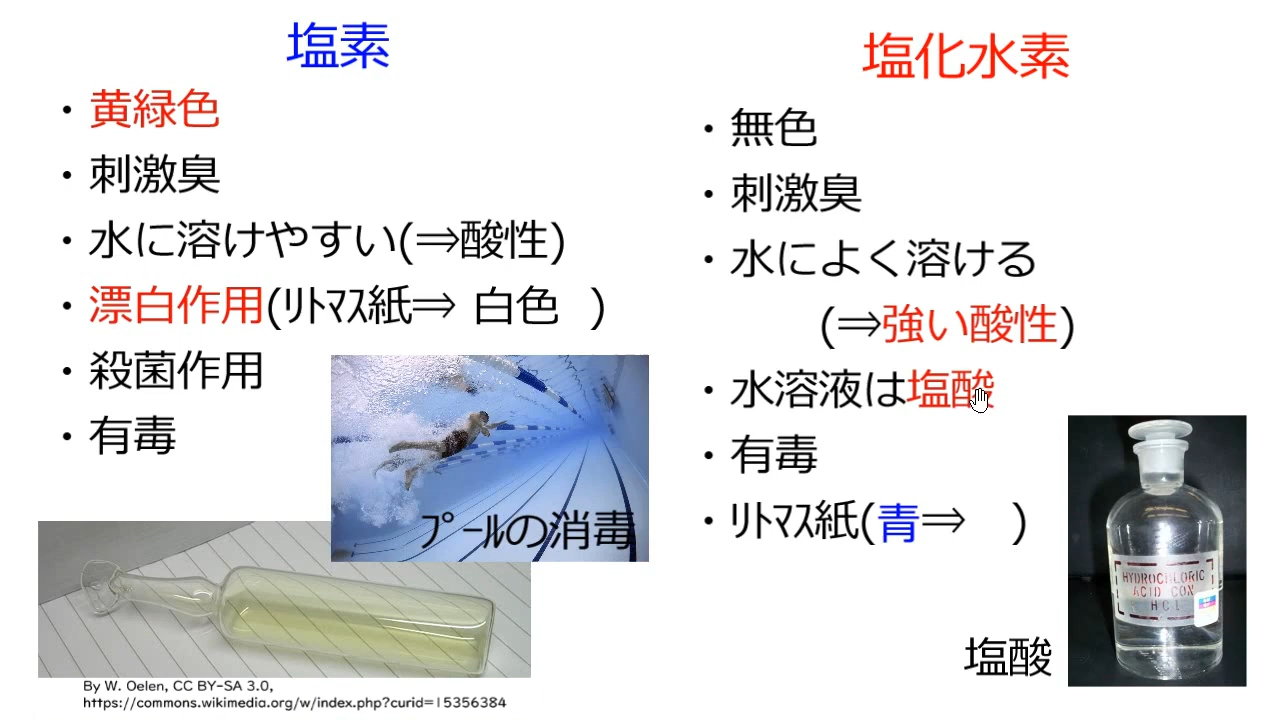 塩素
・黄緑色
・刺激臭
・水に溶けやすい(⇒酸性)
・漂白作用(ﾘﾄﾏｽ紙⇒ 白色 )
・殺菌作用
・有毒
ﾌﾟｰﾙの消毒
By W. Oelen, CC BY-SA 3.0,
https://commons.wikimedia.org/w/index.php?curid=15356384
塩化水素
・無色
・刺激臭
・水によく溶ける
(⇒強い酸性)
・水溶液は塩酸
・有毒
・ﾘﾄﾏｽ紙(青⇒ )
HYDROCHLORIC
ACID CON
HCL
塩酸